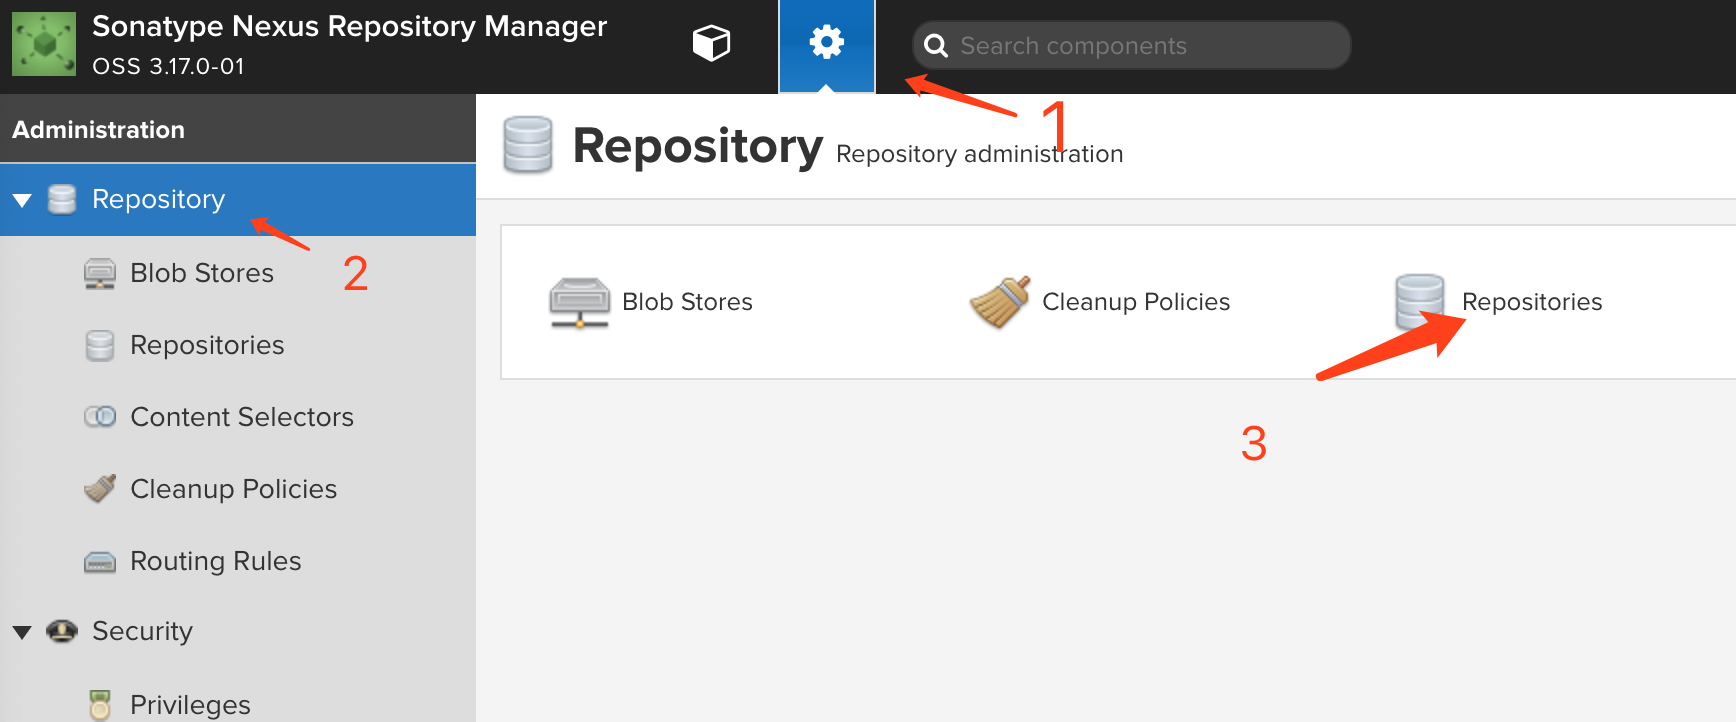 Sonatype Nexus Repository Manager
OSS 3.17.0-01
Search components
1
Administration
Repository Repository administration
Repository
2
Blob Stores
Blob Stores
Cleanup Policies
Repositories
Repositories
Content Selectors
3
Cleanup Policies
Routing Rules
Security
Privileges